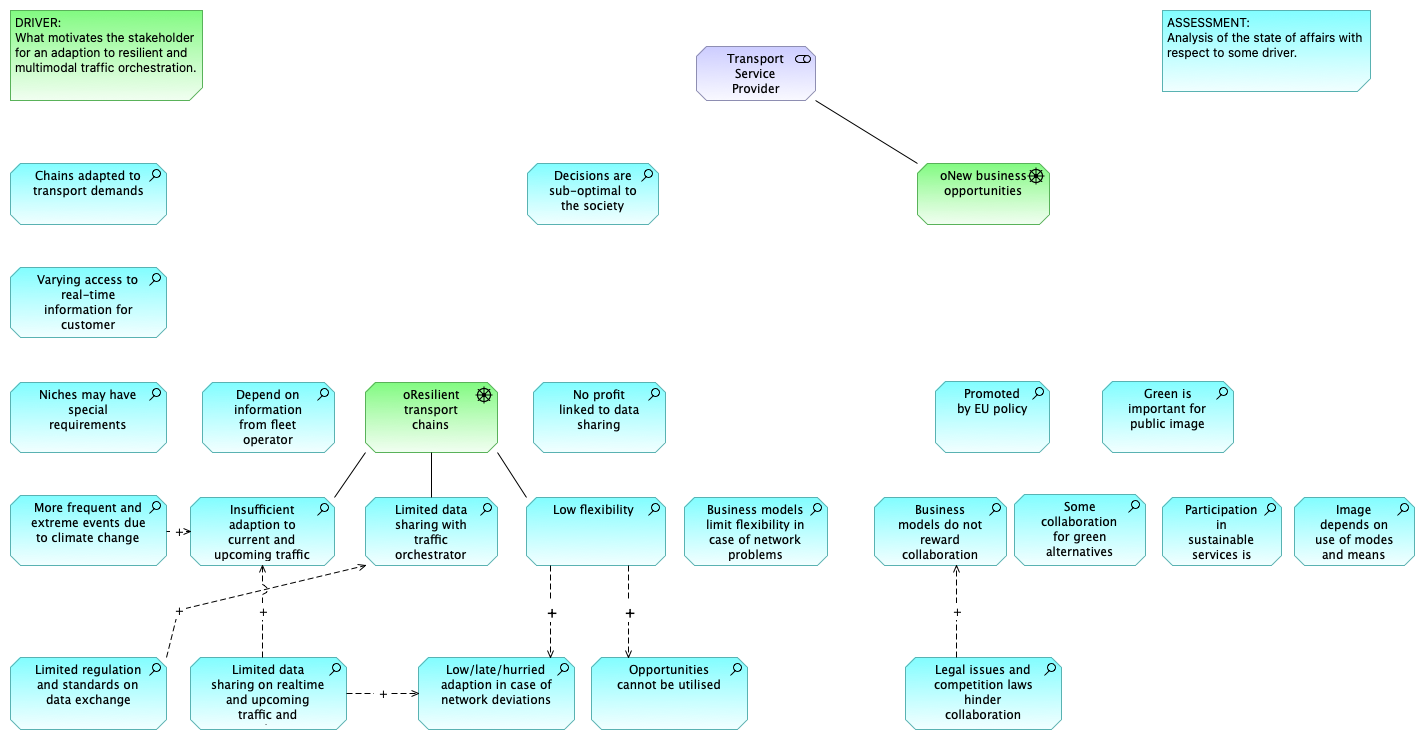 DRIVER:
What motivates the stakeholder
for an adaption to resilient and
multimodal traffic orchestration.
Transport
Service
Provider
ASSESSMENT:
Analysis of the state of affairs with
respect to some driver.
Chains adapted to
transport demands
Decisions are
sub-optimal to
the society
oNew business
opportunities
Varying access to
real-time
information for
customer
Niches may have
special
requirements
Depend on
information
from fleet
operator
oResilient
transport
chains
No profit
linked to data
sharing
Promoted
by EU policy
Green is
important for
public image
More frequent and
extreme events due
to climate change
Insufficient
adaption to
current and
upcoming traffic
Limited data
sharing with
traffic
orchestrator
Low flexibility
Business models
limit flexibility in
case of network
problems
Business
models do not
reward
collaboration
Some
collaboration
for green
alternatives
Participation
in
sustainable
services is
Image
depends on
use of modes
and means
+
+
+
+
+
+
+
Limited regulation
and standards on
data exchange
Limited data
sharing on realtime
and upcoming
traffic and
Low/late/hurried
adaption in case of
network deviations
Opportunities
cannot be utilised
Legal issues and
competition laws
hinder
collaboration